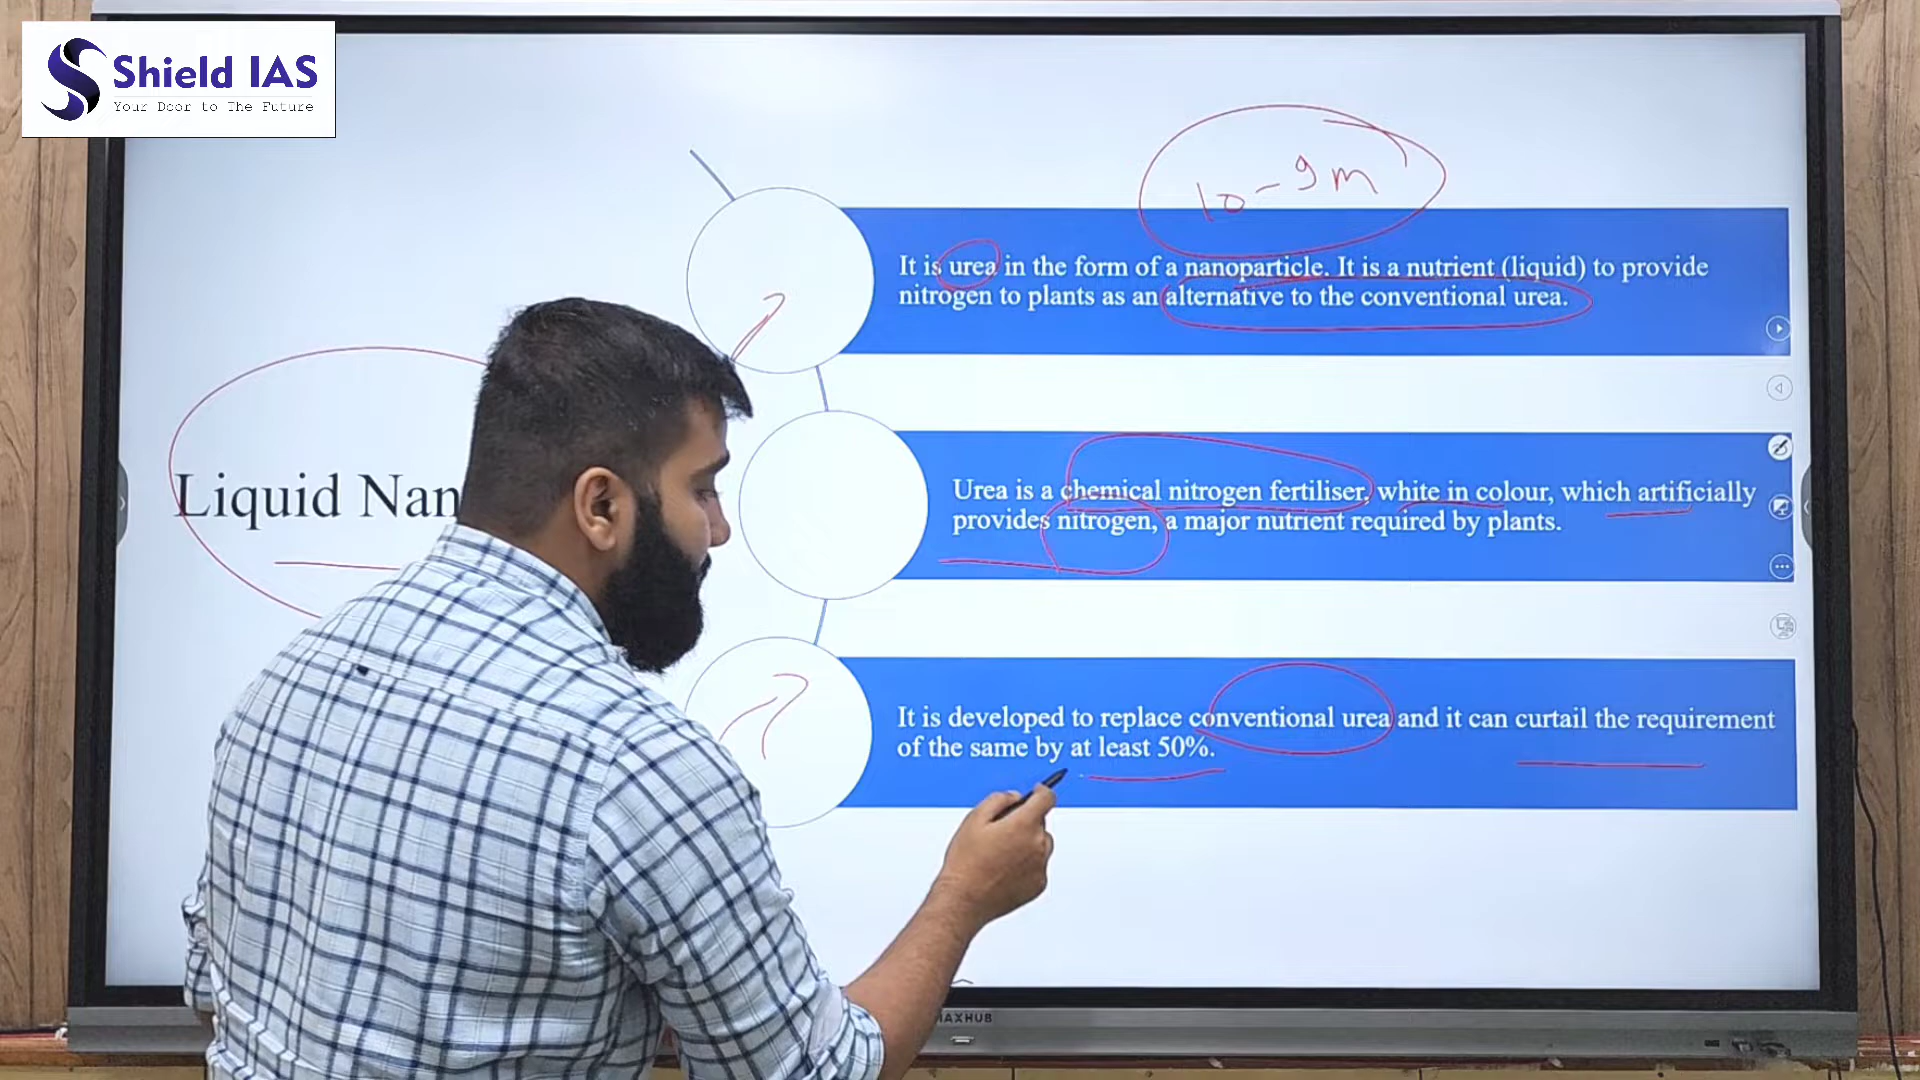 Shield IAS
Your Door to The Future
10-9m
It is urea in the form of a nanoparticle. It is a nutrient (liquid) to provide
nitrogen to plants as an alternative to the conventional urea.
Liquid Nan
Urea is a chemical nitrogen fertiliser, white in colour, which artificially
provides nitrogen, a major nutrient required by plants.
It is developed to replace conventional urea and it can curtail the requirement
of the same by at least 50%.
MAXHUB